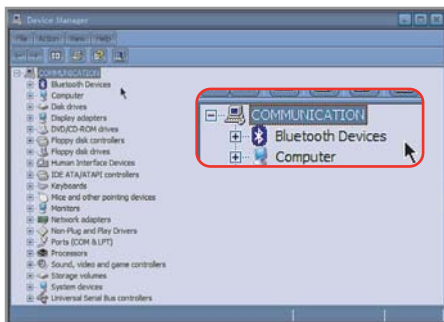 Device Manager
File Action View Help
COMMUNICATION
Bluetooth Devices
Computer
Disk drives
Display adapters
DVD/CD-ROM drives
Floppy disk controllers
Floppy disk drives
Human Interface Devices
IDE ATA/ATAPI controllers
Keyboards
Mice and other pointing devices
Monitors
Network adapters
Non-Plug and Play Drivers
Ports (COM & LPT)
Processors
Sound, video and game controllers
Storage volumes
System devices
Universal Serial Bus controllers
COMMUNICATION
Bluetooth Devices
Computer